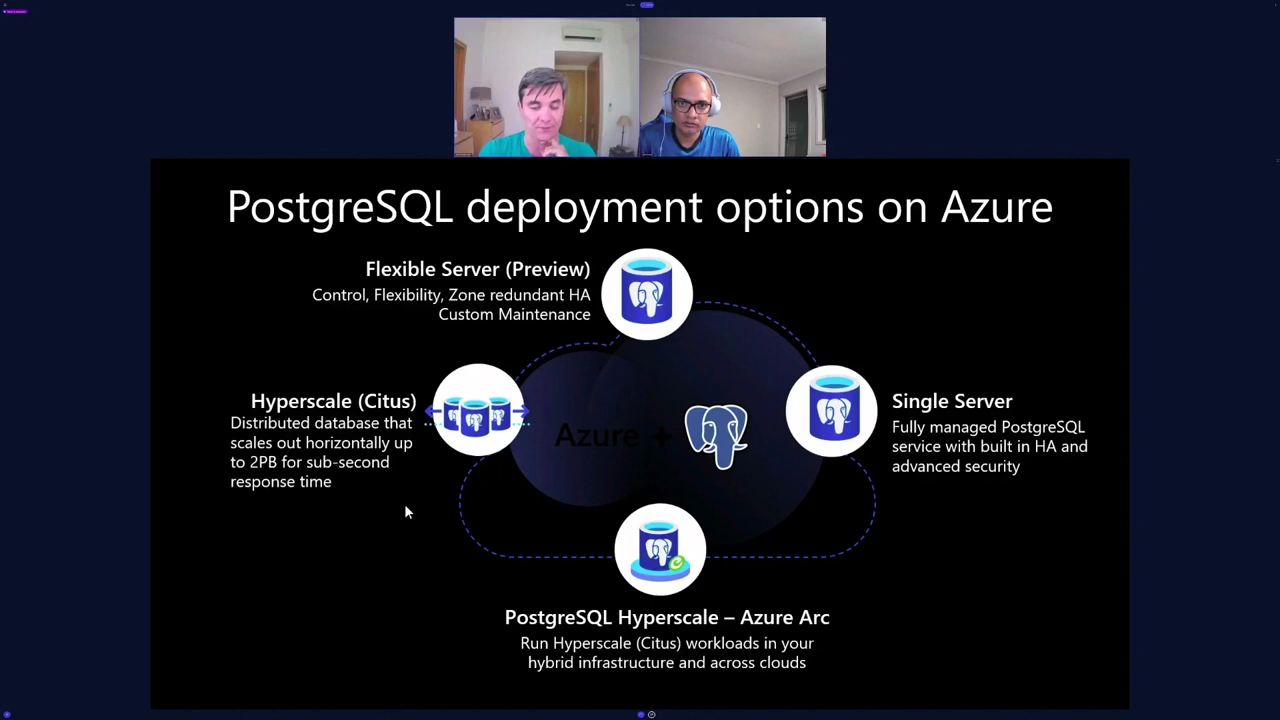 PostgreSQL deployment options on Azure
Flexible Server (Preview)
Control, Flexibility, Zone redundant HA
Custom Maintenance
Hyperscale (Citus)
Distributed database that
scales out horizontally up
to 2PB for sub-second
response time
Azure +
Single Server
Fully managed PostgreSQL
service with built in HA and
advanced security
PostgreSQL Hyperscale – Azure Arc
Run Hyperscale (Citus) workloads in your
hybrid infrastructure and across clouds